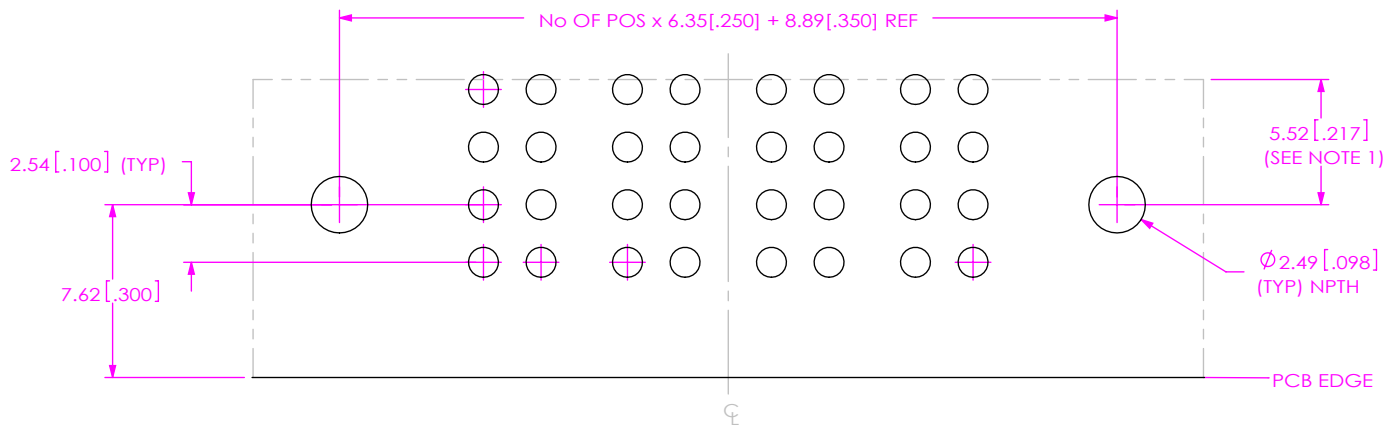 No OF POS x 6.35[.250] + 8.89[.350] REF
5.52[.217]
(SEE NOTE 1)
2.54[.100] (TYP)
7.62[.300]
Ø2.49[.098]
(TYP) NPTH
PCB EDGE
℄